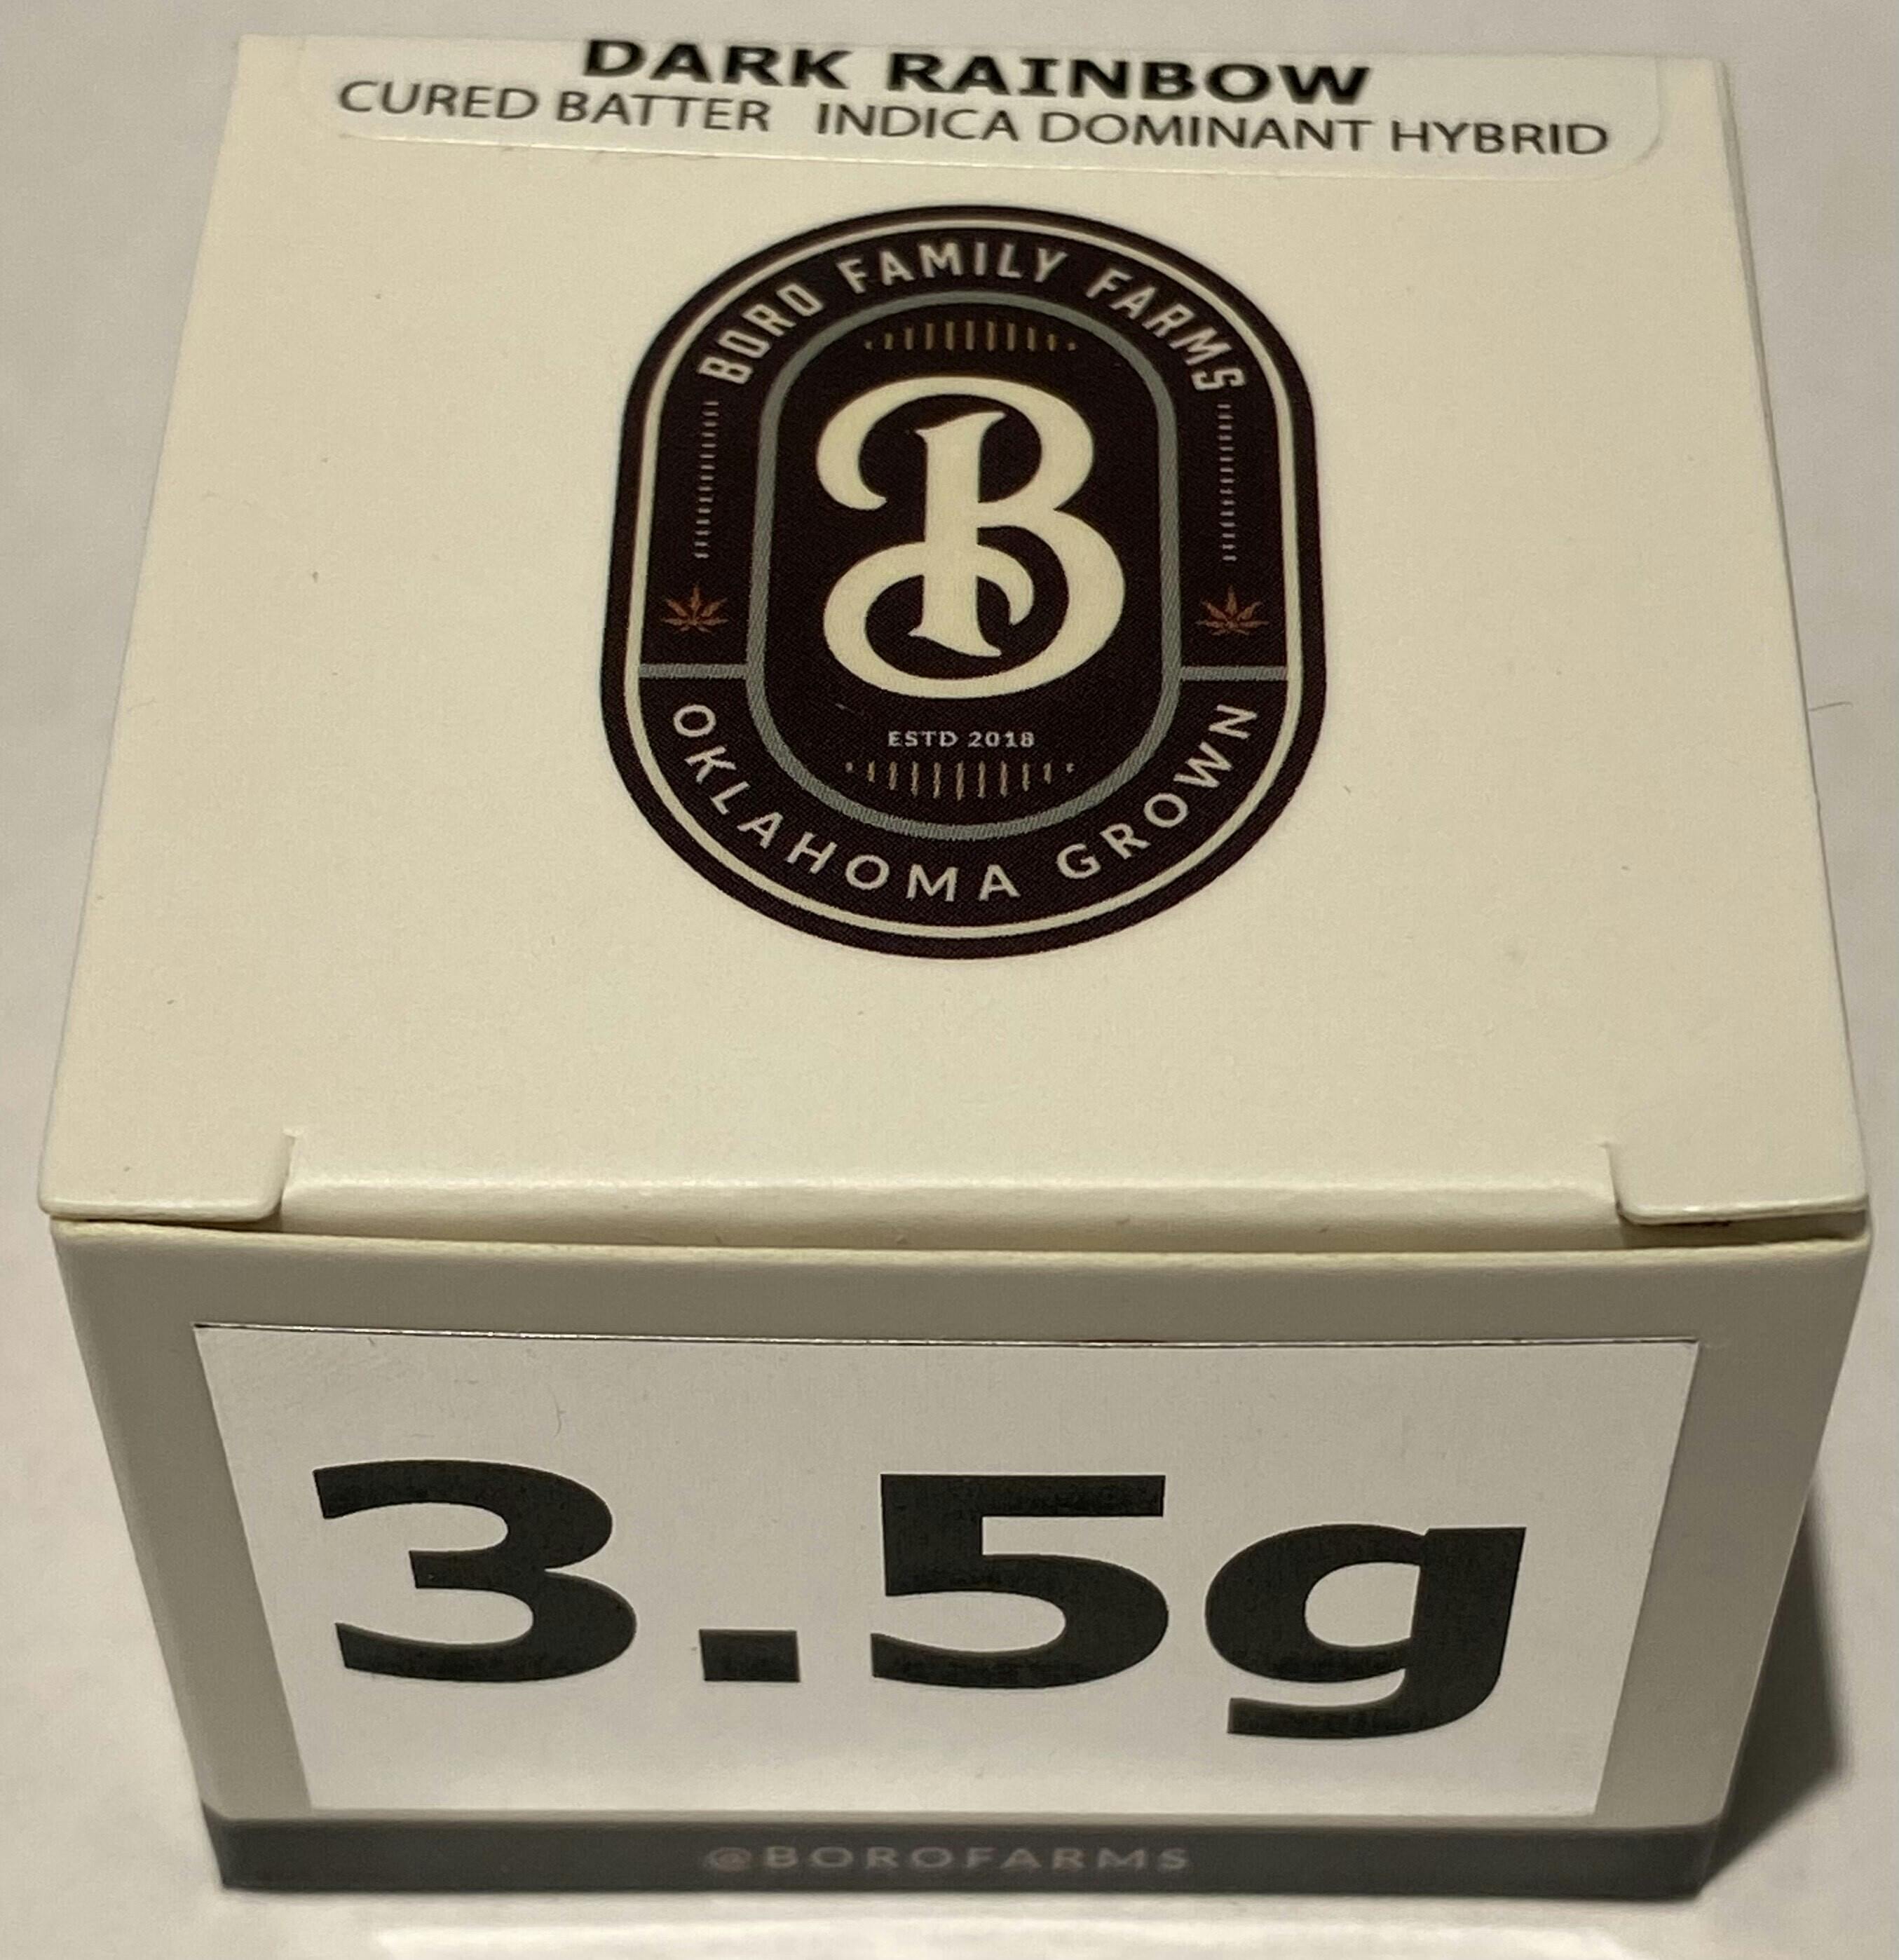 DARK RAINBOW
CURED BATTER INDICA DOMINANT HYBRID
BORO FAMILY FARMS
B
ESTD 2018
OKLAHOMA GROWN
3.5g
@BOROFARMS